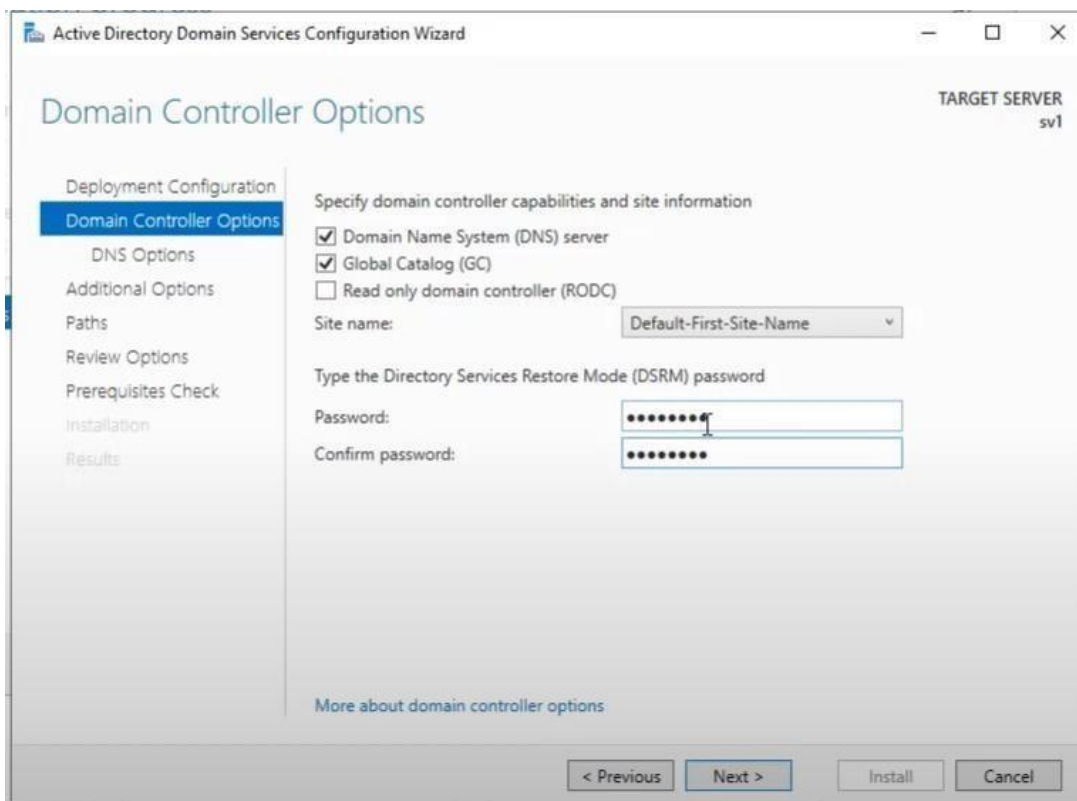 Active Directory Domain Services Configuration Wizard
Domain Controller Options
TARGET SERVER
sv1
Deployment Configuration
Domain Controller Options
DNS Options
Additional Options
Paths
Review Options
Prerequisites Check
Installation
Results
Specify domain controller capabilities and site information
Domain Name System (DNS) server
Global Catalog (GC)
Read only domain controller (RODC)
Site name: Default-First-Site-Name
Type the Directory Services Restore Mode (DSRM) password
Password: ••••••••
Confirm password: ••••••••
More about domain controller options
< Previous Next > Install Cancel